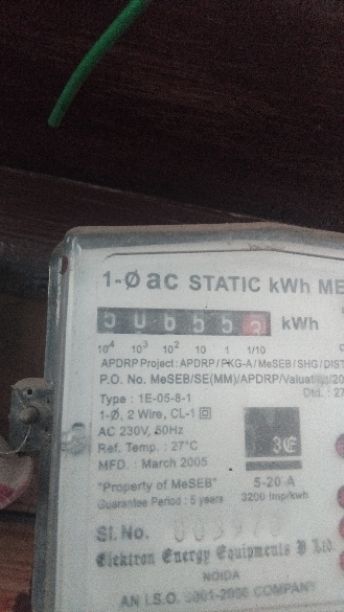 1-Ø ac STATIC kWh ME
kWh
10⁴ 10³ 10² 10 1 1/10
APDRP Project : APDRP/PKG-A/MeSEB/SHG/DIST
P.O. No. MeSEB/SE(MM)/APDRP/
Type : 1E-05-8-1 Dtd. : 27
1-Ø, 2 Wire, CL-1
AC 230V, 50Hz
Ref. Temp. : 27°C
MFD. : March 2005
"Property of MeSEB" 5-20 A
Guarantee Period : 5 years 3200 Imp/kwh
Sl. No.
Elektron Energy Equipments P Ltd.
NOIDA
AN I.S.O. COMPANY